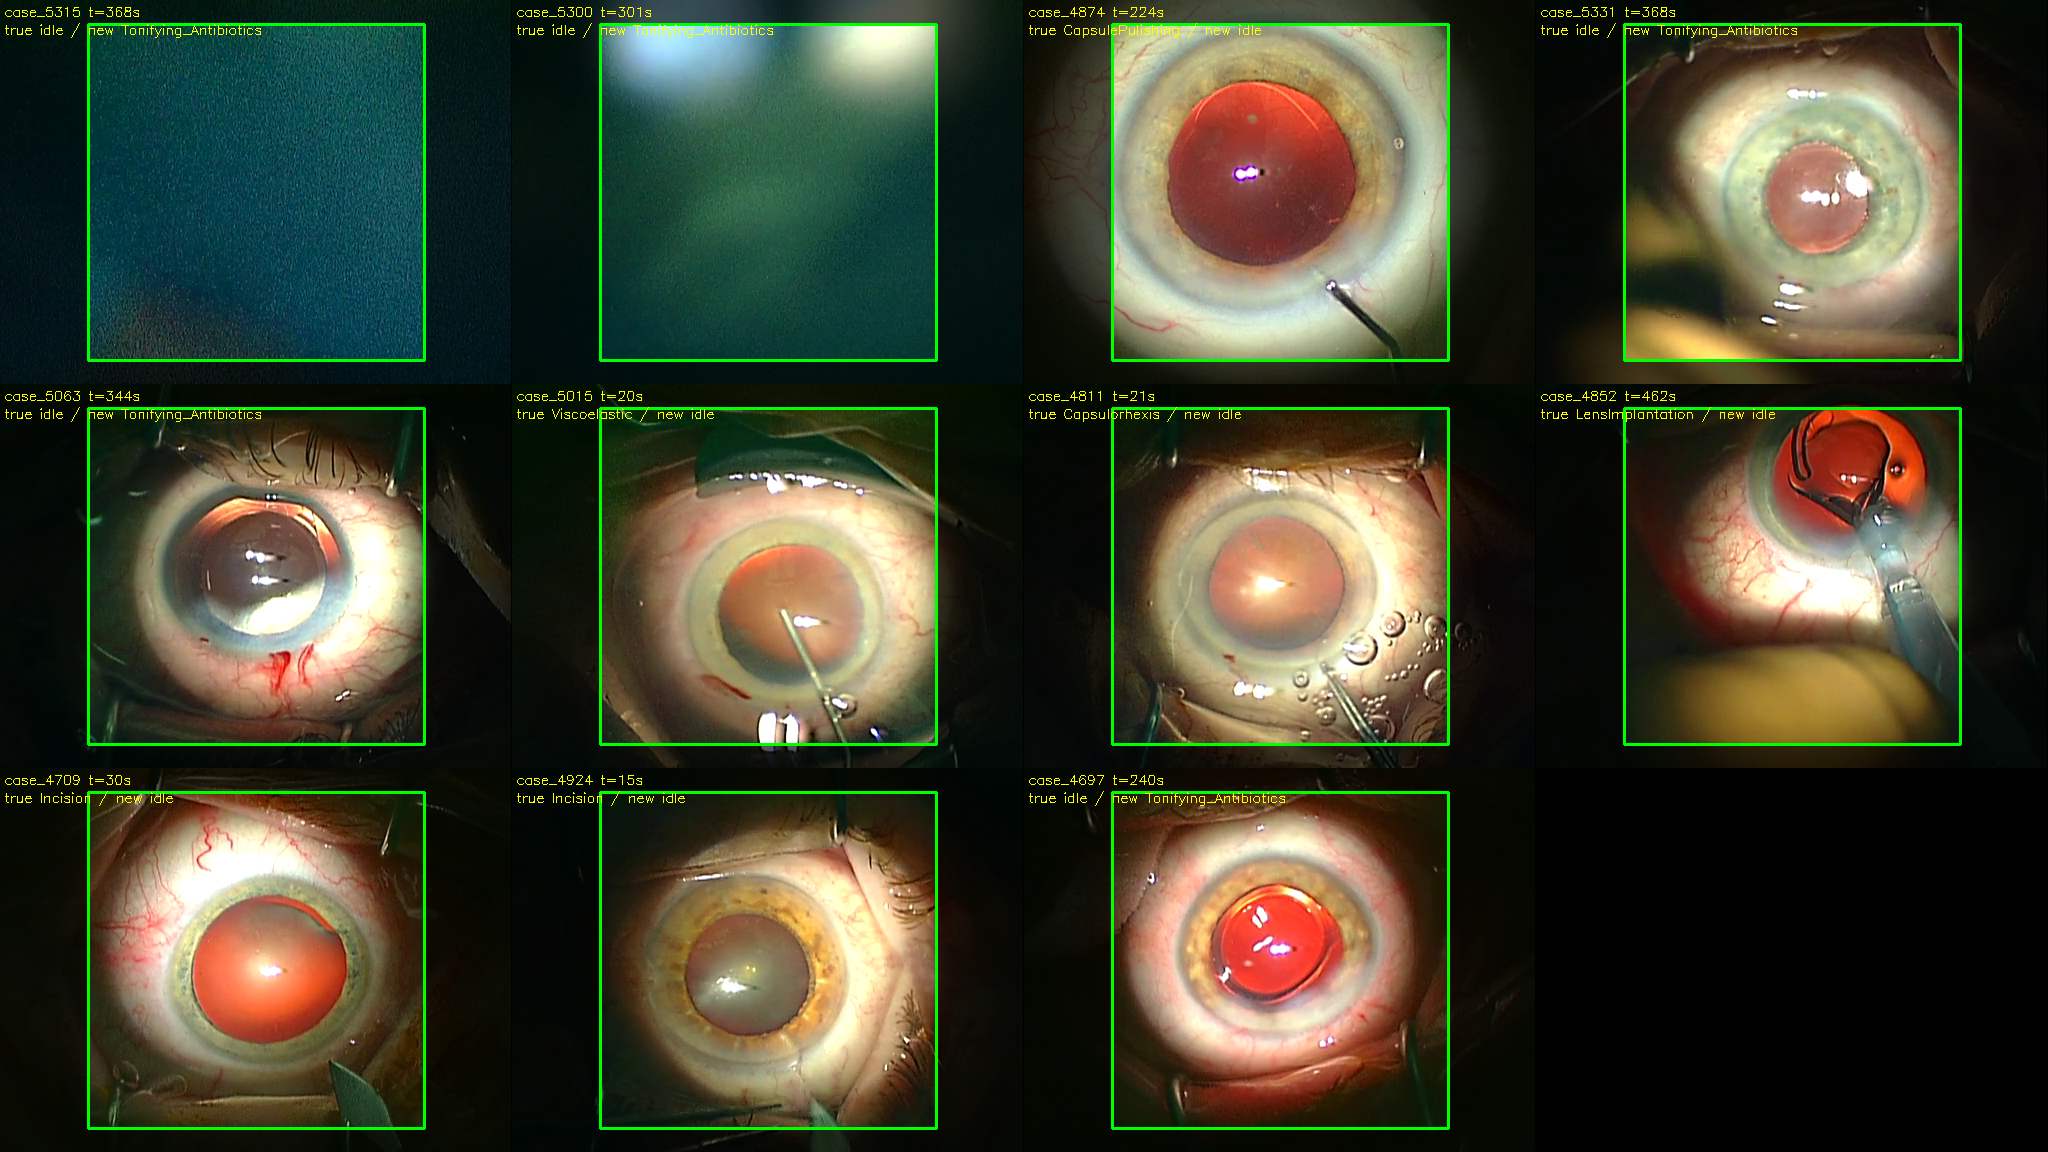 case_5315 t=368s
true idle / new Tonifying_Antibiotics
case_5300 t=301s
true idle / new Tonifying_Antibiotics
case_4874 t=224s
true CapsulePulishing / new idle
case_5331 t=368s
true idle / new Tonifying_Antibiotics
case_5063 t=344s
true idle / new Tonifying_Antibiotics
case_5015 t=20s
true Viscoelastic / new idle
case_4811 t=21s
true Capsulorhexis / new idle
case_4852 t=462s
true LensImplantation / new idle
case_4709 t=30s
true Incision / new idle
case_4924 t=15s
true Incision / new idle
case_4697 t=240s
true idle / new Tonifying_Antibiotics